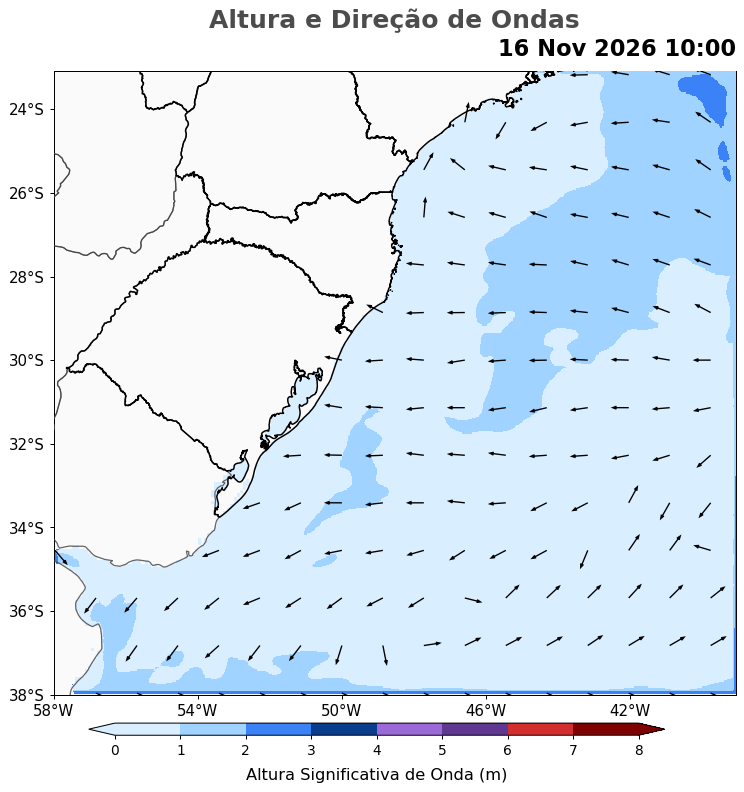 Altura e Direção de Ondas
16 Nov 2026 10:00
24°S
26°S
28°S
30°S
32°S
34°S
36°S
38°S
58°W 54°W 50°W 46°W 42°W
0 1 2 3 4 5 6 7 8
Altura Significativa de Onda (m)